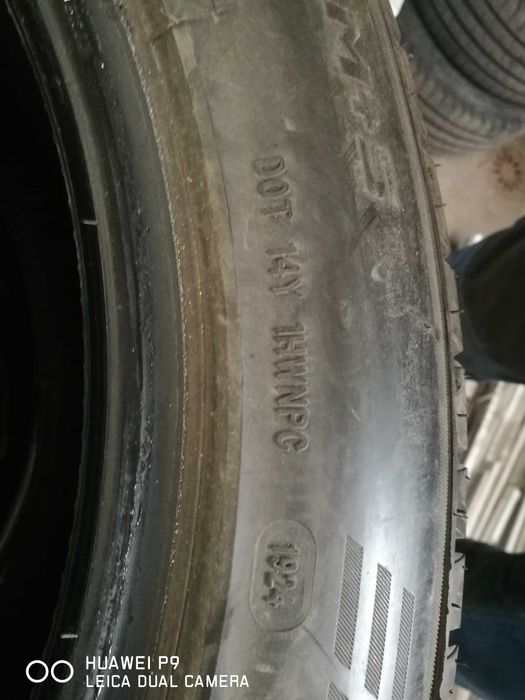 DOT 14Y 1HWNPC
1924
HUAWEI P9
LEICA DUAL CAMERA